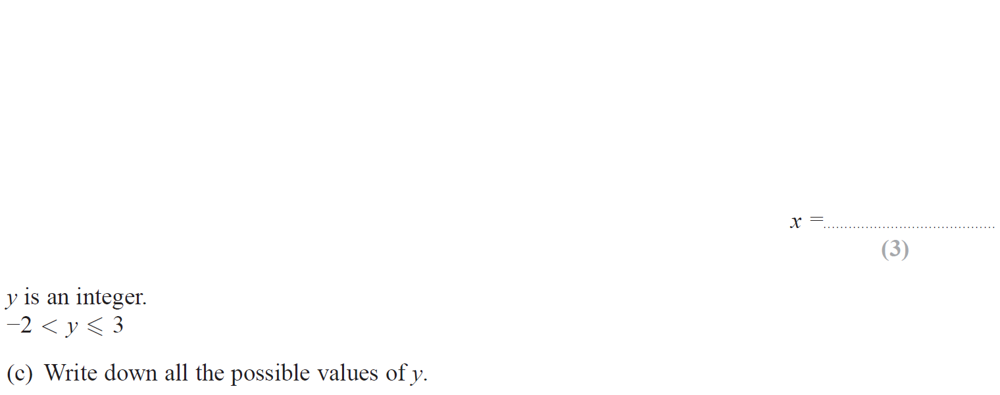 x = ........................................
(3)
y is an integer.
−2 < y ⩽ 3
(c) Write down all the possible values of y.